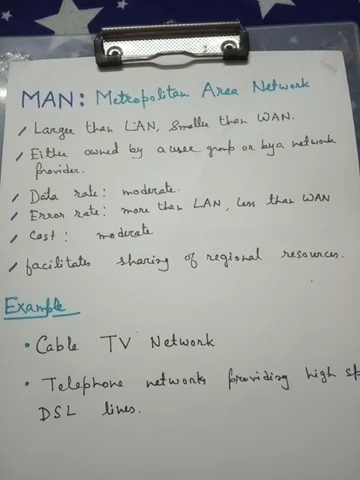 MAN: Metropolitan Area Network
Larger than LAN, smaller than WAN.
Either owned by a user group or by a network
provider.
Data rate: moderate.
Error rate: more than LAN, less than WAN
Cost: moderate
facilitates sharing of regional resources.
Example
• Cable TV Network
• Telephone networks providing high sp
DSL lines.